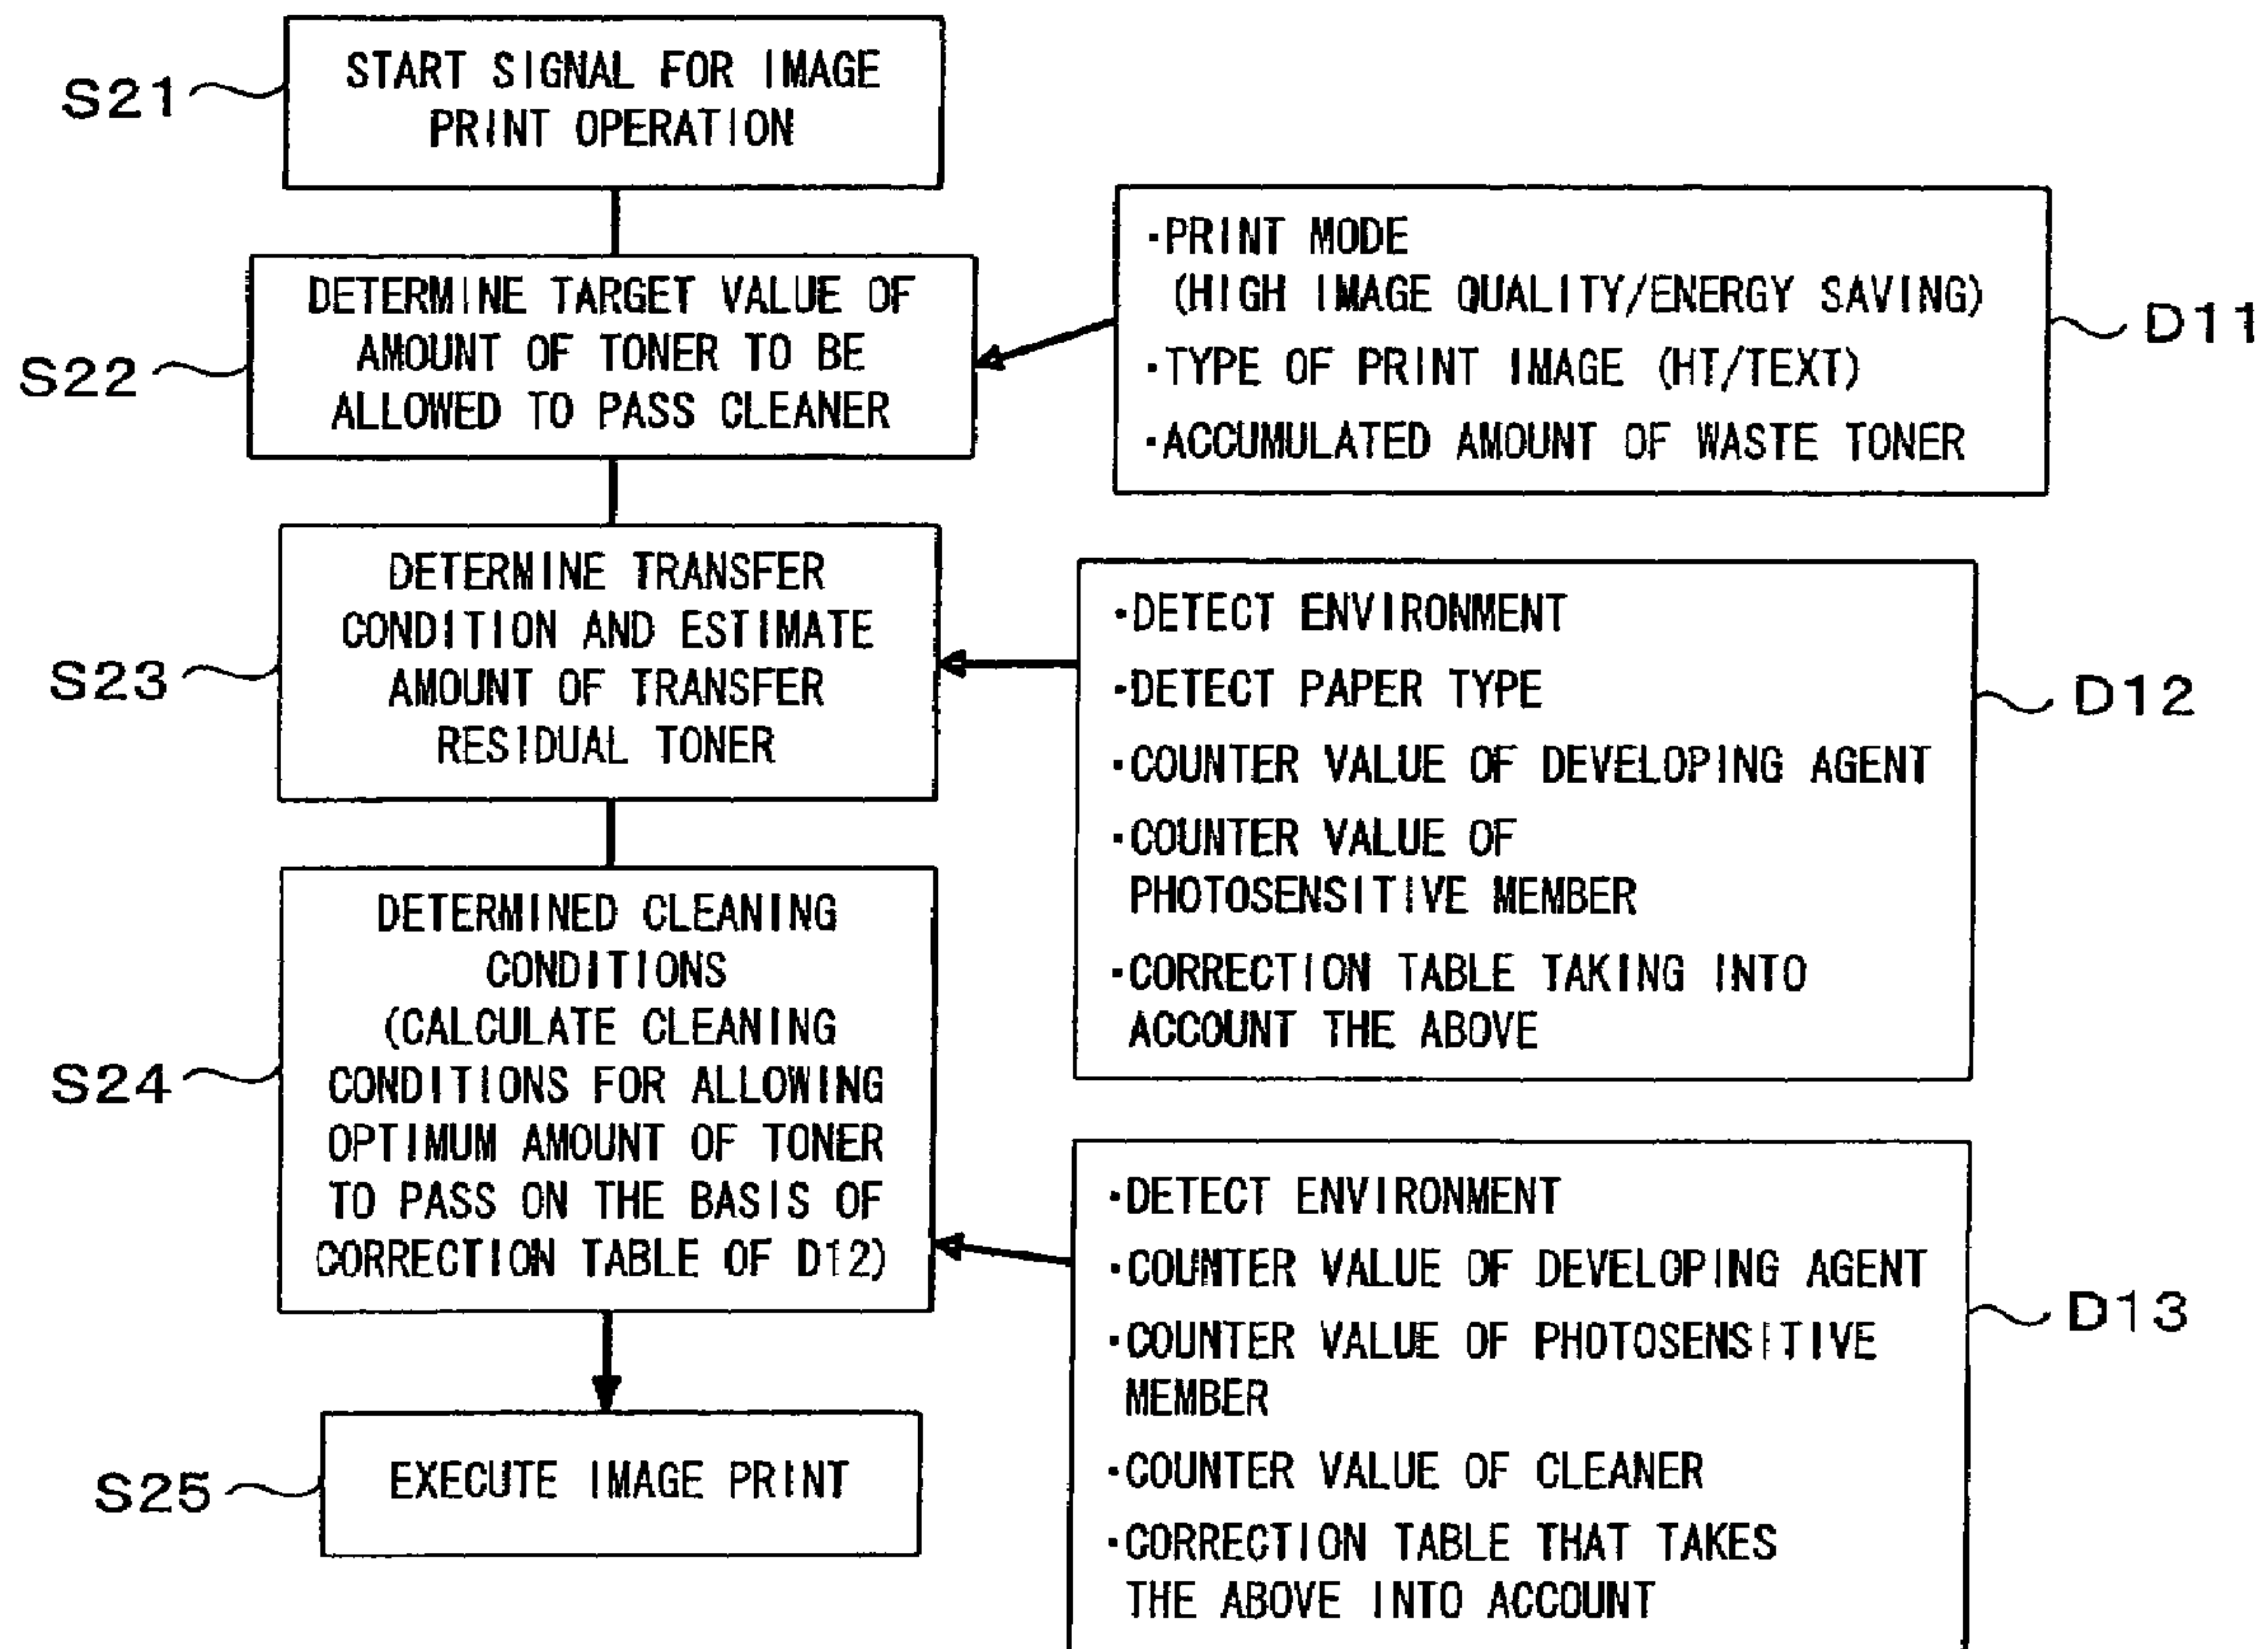 S21
START SIGNAL FOR IMAGE
PRINT OPERATION
S22
DETERMINE TARGET VALUE OF
AMOUNT OF TONER TO BE
ALLOWED TO PASS CLEANER
·PRINT MODE
(HIGH IMAGE QUALITY/ENERGY SAVING)
·TYPE OF PRINT IMAGE (HT/TEXT)
·ACCUMULATED AMOUNT OF WASTE TONER
D11
S23
DETERMINE TRANSFER
CONDITION AND ESTIMATE
AMOUNT OF TRANSFER
RESIDUAL TONER
·DETECT ENVIRONMENT
·DETECT PAPER TYPE
·COUNTER VALUE OF DEVELOPING AGENT
·COUNTER VALUE OF
PHOTOSENSITIVE MEMBER
·CORRECTION TABLE TAKING INTO
ACCOUNT THE ABOVE
D12
S24
DETERMINED CLEANING
CONDITIONS
(CALCULATE CLEANING
CONDITIONS FOR ALLOWING
OPTIMUM AMOUNT OF TONER
TO PASS ON THE BASIS OF
CORRECTION TABLE OF D12)
·DETECT ENVIRONMENT
·COUNTER VALUE OF DEVELOPING AGENT
·COUNTER VALUE OF PHOTOSENSITIVE
MEMBER
·COUNTER VALUE OF CLEANER
·CORRECTION TABLE THAT TAKES
THE ABOVE INTO ACCOUNT
D13
S25
EXECUTE IMAGE PRINT